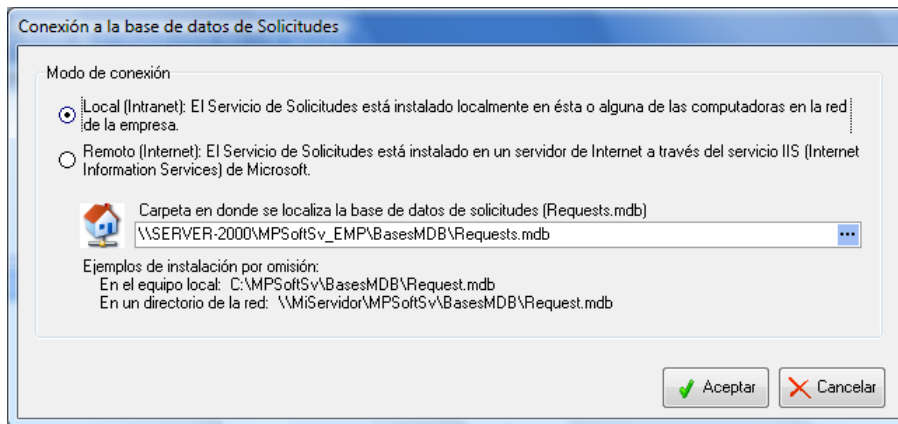 Conexión a la base de datos de Solicitudes
Modo de conexión
Local (Intranet): El Servicio de Solicitudes está instalado localmente en ésta o alguna de las computadoras en la red
de la empresa.
Remoto (Internet): El Servicio de Solicitudes está instalado en un servidor de Internet a través del servicio IIS (Internet
Information Services) de Microsoft.
Carpeta en donde se localiza la base de datos de solicitudes (Requests.mdb)
\\SERVER-2000\MPSoftSv_EMP\BasesMDB\Requests.mdb
...
Ejemplos de instalación por omisión:
En el equipo local: C:\MPSoftSv\BasesMDB\Request.mdb
En un directorio de la red: \\MiServidor\MPSoftSv\BasesMDB\Request.mdb
Aceptar
Cancelar